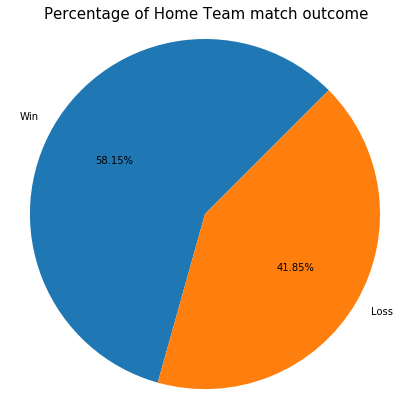 Percentage of Home Team match outcome
Win
58.15%
41.85%
Loss